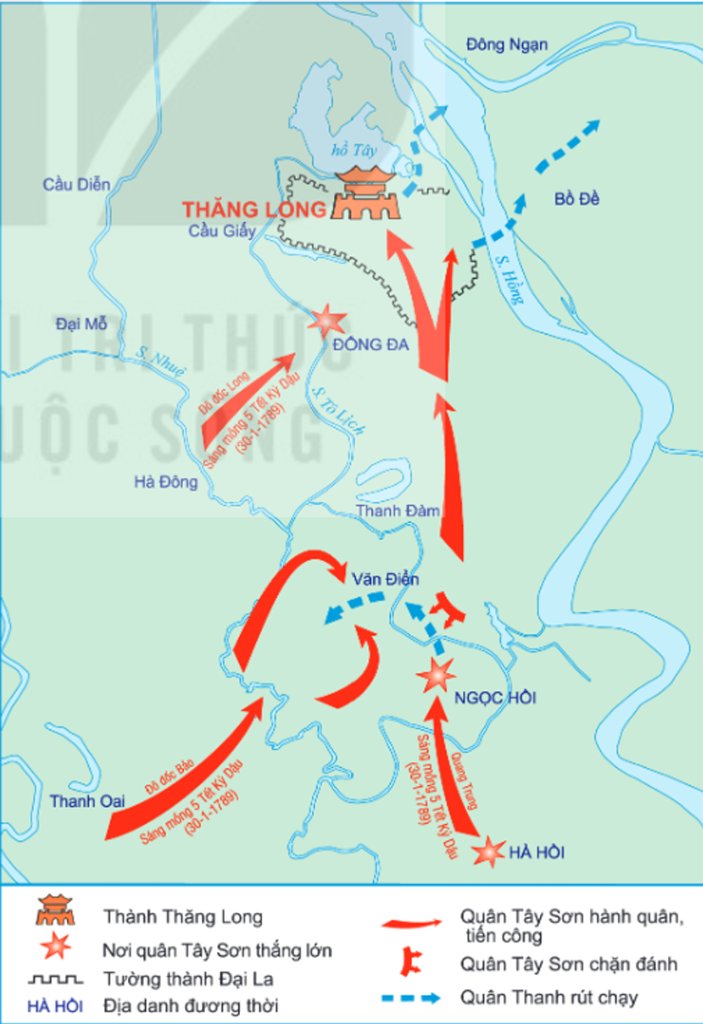 Đông Ngạn
hồ Tây
Cầu Diễn
Bồ Đề
THĂNG LONG
Cầu Giấy
S. Hồng
Đại Mỗ
ĐỐNG ĐA
I TRI THỨC
S. Nhuệ
Đô đốc Long
Sáng mồng 5 Tết Kỷ Dậu
(30-1-1789)
S. Tô Lịch
UỘC SỐNG
Hà Đông
Thanh Đàm
Văn Điển
NGỌC HỒI
Đô đốc Bảo
Sáng mồng 5 Tết Kỷ Dậu
(30-1-1789)
Quang Trung
Sáng mồng 5 Tết Kỷ Dậu
(30-1-1789)
Thanh Oai
HÀ HỒI
Thành Thăng Long
Nơi quân Tây Sơn thắng lớn
Tường thành Đại La
HÀ HỒI Địa danh đương thời
Quân Tây Sơn hành quân,
tiến công
Quân Tây Sơn chặn đánh
Quân Thanh rút chạy